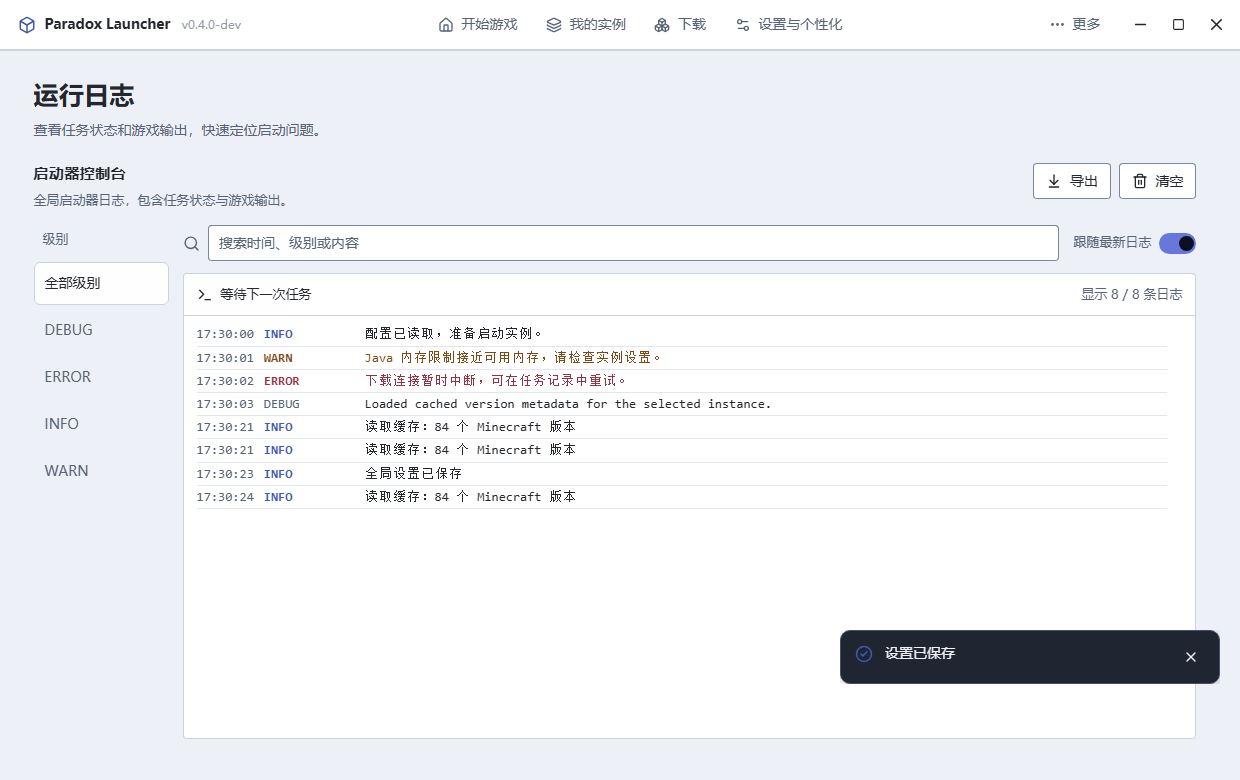 Paradox Launcher v0.4.0-dev 开始游戏 我的实例 下载 设置与个性化 更多
运行日志
查看任务状态和游戏输出，快速定位启动问题。
启动器控制台
全局启动器日志，包含任务状态与游戏输出。
导出 清空
级别
搜索时间、级别或内容
跟随最新日志
全部级别
DEBUG
ERROR
INFO
WARN
等待下一次任务 显示 8 / 8 条日志
17:30:00 INFO 配置已读取，准备启动实例。
17:30:01 WARN Java 内存限制接近可用内存，请检查实例设置。
17:30:02 ERROR 下载连接暂时中断，可在任务记录中重试。
17:30:03 DEBUG Loaded cached version metadata for the selected instance.
17:30:21 INFO 读取缓存：84 个 Minecraft 版本
17:30:21 INFO 读取缓存：84 个 Minecraft 版本
17:30:23 INFO 全局设置已保存
17:30:24 INFO 读取缓存：84 个 Minecraft 版本
设置已保存